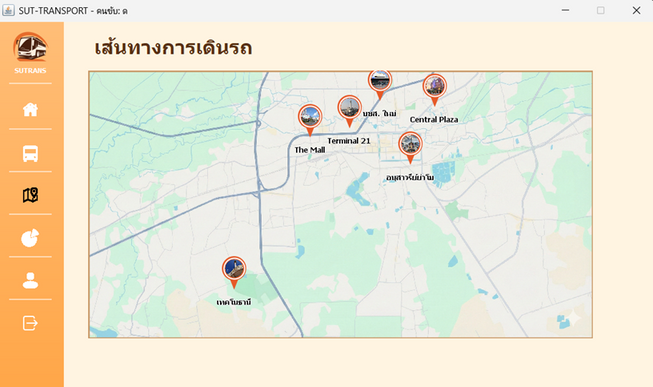 SUT-TRANSPORT - คนขับ: ด
SUTRANS
เส้นทางการเดินรถ
บขส. ใหม่
Central Plaza
Terminal 21
The Mall
อนุสาวรีย์ย่าโม
เทคโนธานี